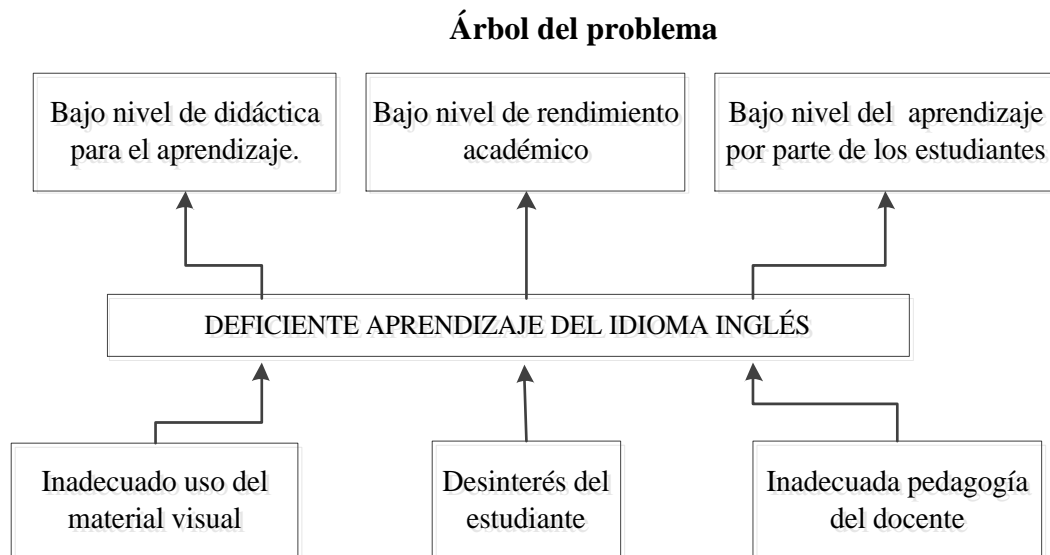 Árbol del problema
Bajo nivel de didáctica
para el aprendizaje.
Bajo nivel de rendimiento
académico
Bajo nivel del aprendizaje
por parte de los estudiantes
DEFICIENTE APRENDIZAJE DEL IDIOMA INGLÉS
Inadecuado uso del
material visual
Desinterés del
estudiante
Inadecuada pedagogía
del docente